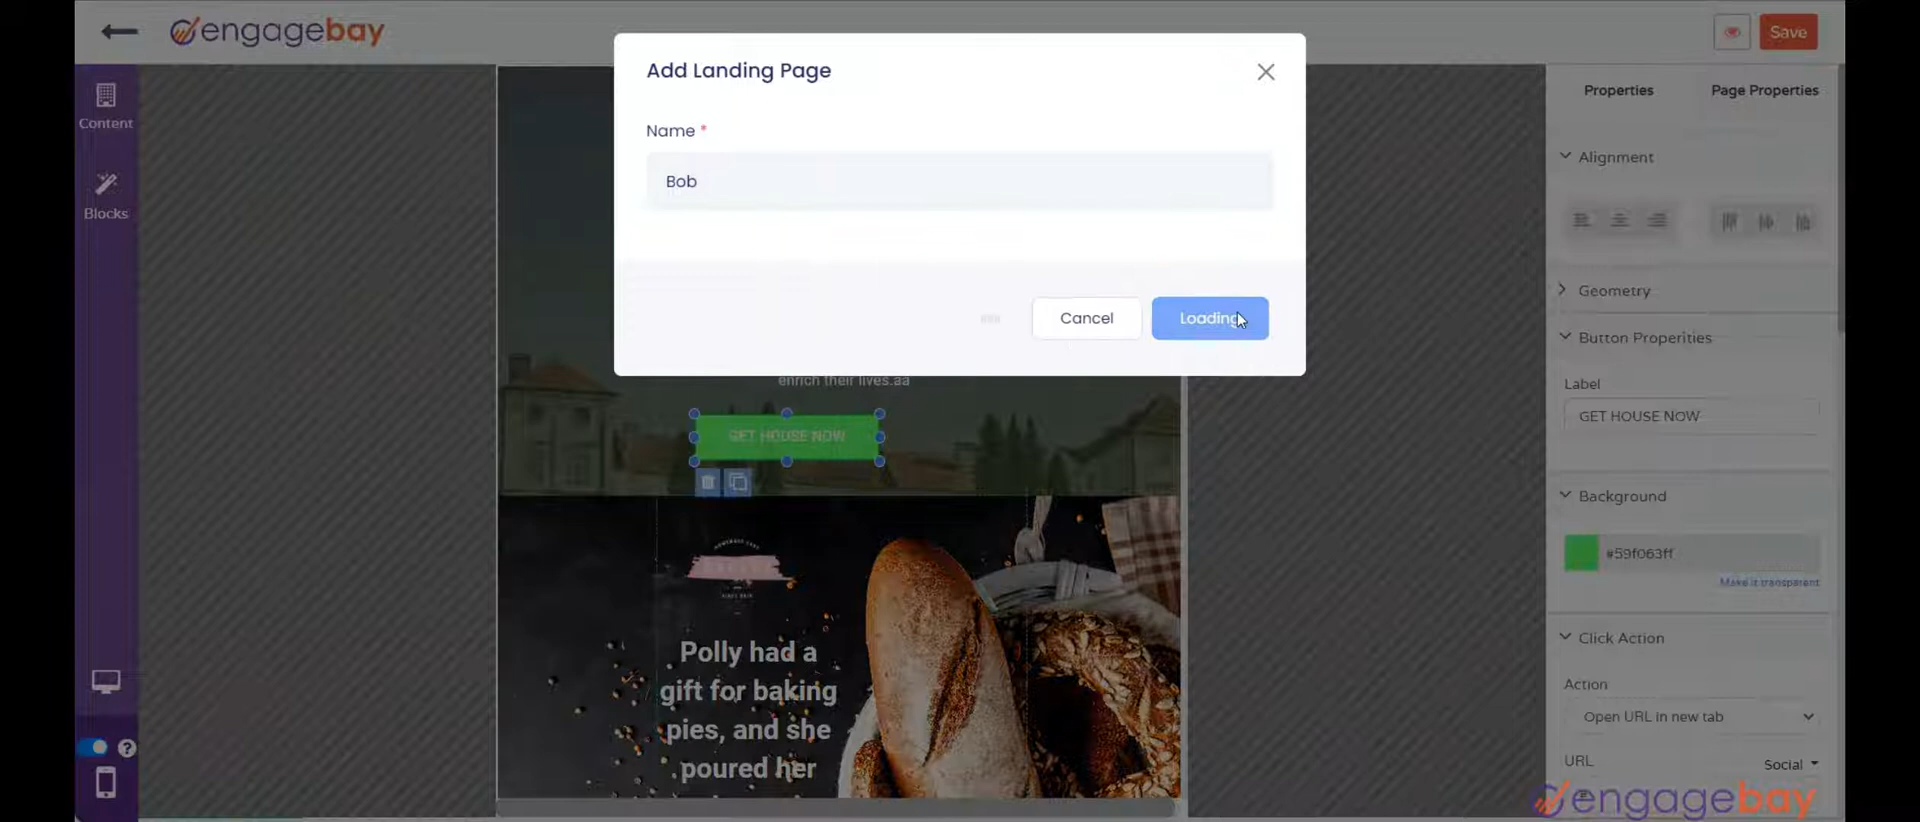 engagebay
Save
Content
Blocks
Add Landing Page
Name *
Bob
Cancel
Loading
enrich their lives.aa
GET HOUSE NOW
Polly had a
gift for baking
pies, and she
poured her
Properties
Page Properties
Alignment
Geometry
Button Properities
Label
GET HOUSE NOW
Background
#59f063ff
Make it transparent
Click Action
Action
Open URL in new tab
URL
Social
engagebay